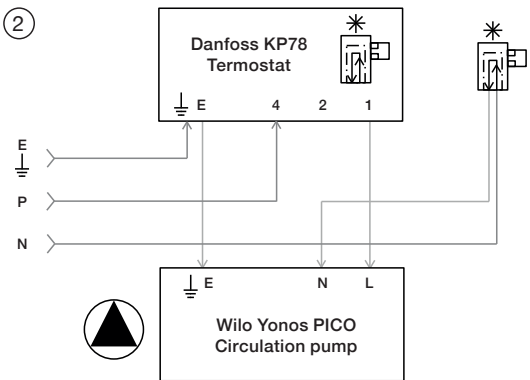 2
Danfoss KP78
Termostat
E 4 2 1
E
P
N
E N L
Wilo Yonos PICO
Circulation pump